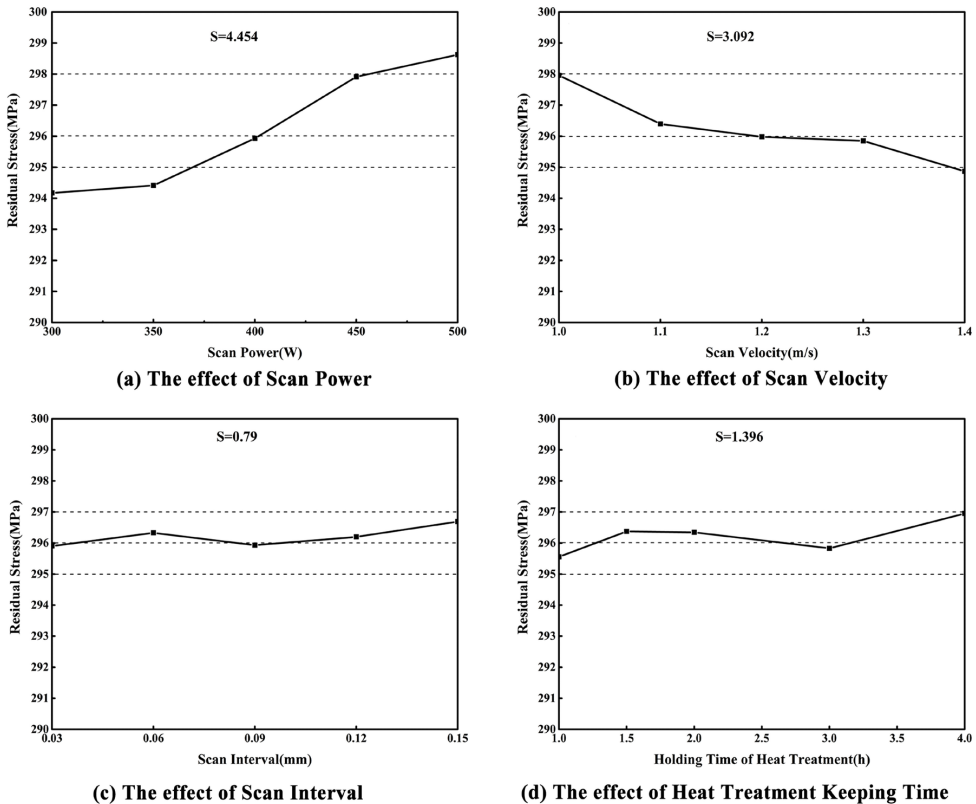 S=4.454
Residual Stress(MPa)
300
299
298
297
296
295
294
293
292
291
290
300 350 400 450 500
Scan Power(W)
(a) The effect of Scan Power
S=3.092
Residual Stress(MPa)
300
299
298
297
296
295
294
293
292
291
290
1.0 1.1 1.2 1.3 1.4
Scan Velocity(m/s)
(b) The effect of Scan Velocity
S=0.79
Residual Stress(MPa)
300
299
298
297
296
295
294
293
292
291
290
0.03 0.06 0.09 0.12 0.15
Scan Interval(mm)
(c) The effect of Scan Interval
S=1.396
Residual Stress(MPa)
300
299
298
297
296
295
294
293
292
291
290
1.0 1.5 2.0 2.5 3.0 3.5 4.0
Holding Time of Heat Treatment(h)
(d) The effect of Heat Treatment Keeping Time